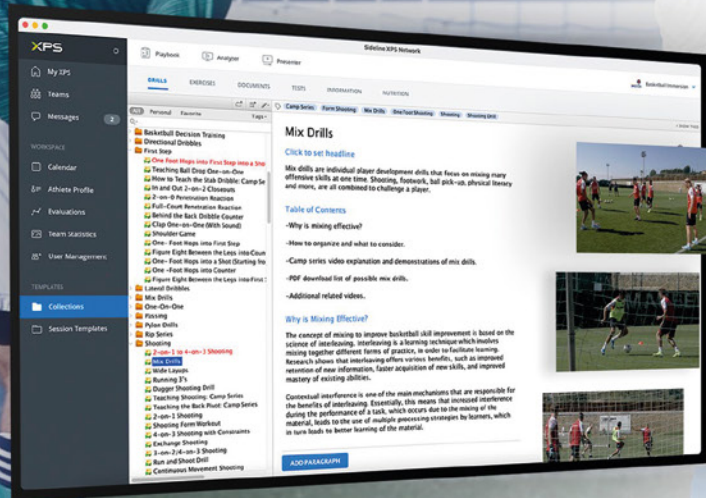 Sideline XPS Network
XPS
My XPS
Teams
Messages 2
WORKSPACE
Calendar
Athlete Profile
Evaluations
Team Statistics
User Management
TEMPLATES
Collections
Session Templates
Playbook Analyzer Presenter
DRILLS EXERCISES DOCUMENTS TESTS INFORMATION NUTRITION
Basketball Immersion
All Personal Favorite Tags
Basketball Decision Training
Directional Dribbles
First Step
One Foot Hops into First Step into a Shot
Teaching Ball Drop One-on-One
How to Teach the Stab Dribble: Camp Se
In and Out 2-on-2 Closeouts
2-on-0 Penetration Reaction
Full-Court Penetration Reaction
Behind the Back Dribble Counter
Clap One-on-One (With Sound)
Shoulder Game
One- Foot Hops into First Step
Figure Eight Between the Legs into Coun
One- Foot Hops into a Shot (Starting fro
One -Foot Hops into Counter
Figure Eight Between the Legs into First S
Lateral Dribbles
Mix Drills
One-On-One
Passing
Pylon Drills
Rip Series
Shooting
2-on-1 to 4-on-3 Shooting
Mix Drills
Wide Layups
Running 3's
Dugger Shooting Drill
Teaching Shooting: Camp Series
Teaching the Back Pivot: Camp Series
2-on-1 Shooting
Shooting Form Workout
4-on-3 Shooting with Constraints
Exchange Shooting
3-on-2/4-on-3 Shooting
Run and Shoot Drill
Continuous Movement Shooting
Camp Series Form Shooting Mix Drills One Foot Shooting Shooting Shooting Drill
Mix Drills
Click to set headline
Mix drills are individual player development drills that focus on mixing many
offensive skills at one time. Shooting, footwork, ball pick-up, physical literacy
and more, are all combined to challenge a player.
Table of Contents
-Why is mixing effective?
-How to organize and what to consider.
-Camp series video explanation and demonstrations of mix drills.
-PDF download list of possible mix drills.
-Additional related videos.
Why is Mixing Effective?
The concept of mixing to improve basketball skill improvement is based on the
science of interleaving. Interleaving is a learning technique which involves
mixing together different forms of practice, in order to facilitate learning.
Research shows that interleaving offers various benefits, such as improved
retention of new information, faster acquisition of new skills, and improved
mastery of existing abilities.
Contextual interference is one of the main mechanisms that are responsible for
the benefits of interleaving. Essentially, this means that increased interference
during the performance of a task, which occurs due to the mixing of the
material, leads to the use of multiple processing strategies by learners, which
in turn leads to better learning of the material.
ADD PARAGRAPH